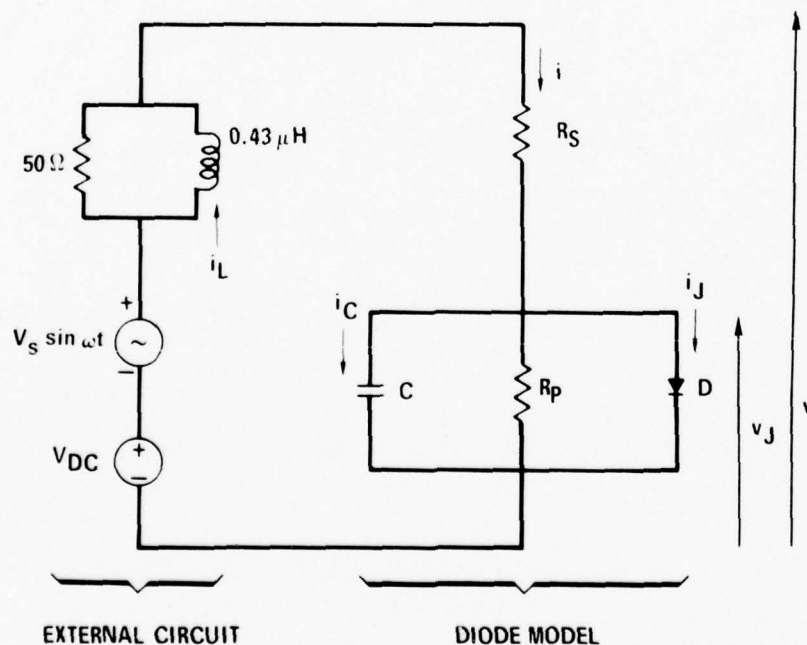 i
R_S
50 Ω
0.43 μH
i_L
+
V_s sin ωt
~
−
i_C
i_J
C
R_P
D
V_DC
+
−
v_J
v
EXTERNAL CIRCUIT
DIODE MODEL